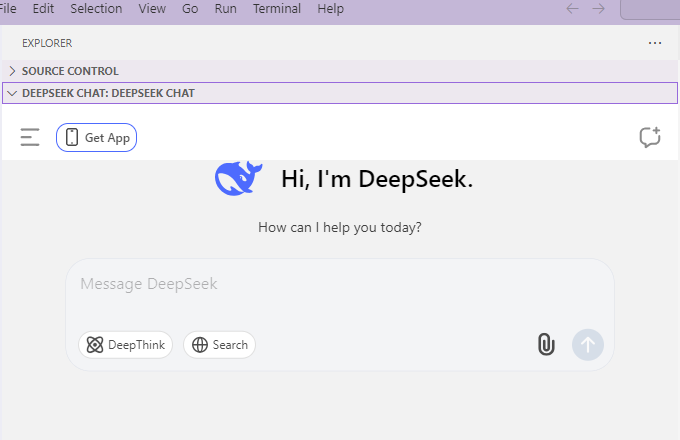 File Edit Selection View Go Run Terminal Help
EXPLORER
SOURCE CONTROL
DEEPSEEK CHAT: DEEPSEEK CHAT
Get App
Hi, I'm DeepSeek.
How can I help you today?
Message DeepSeek
DeepThink Search